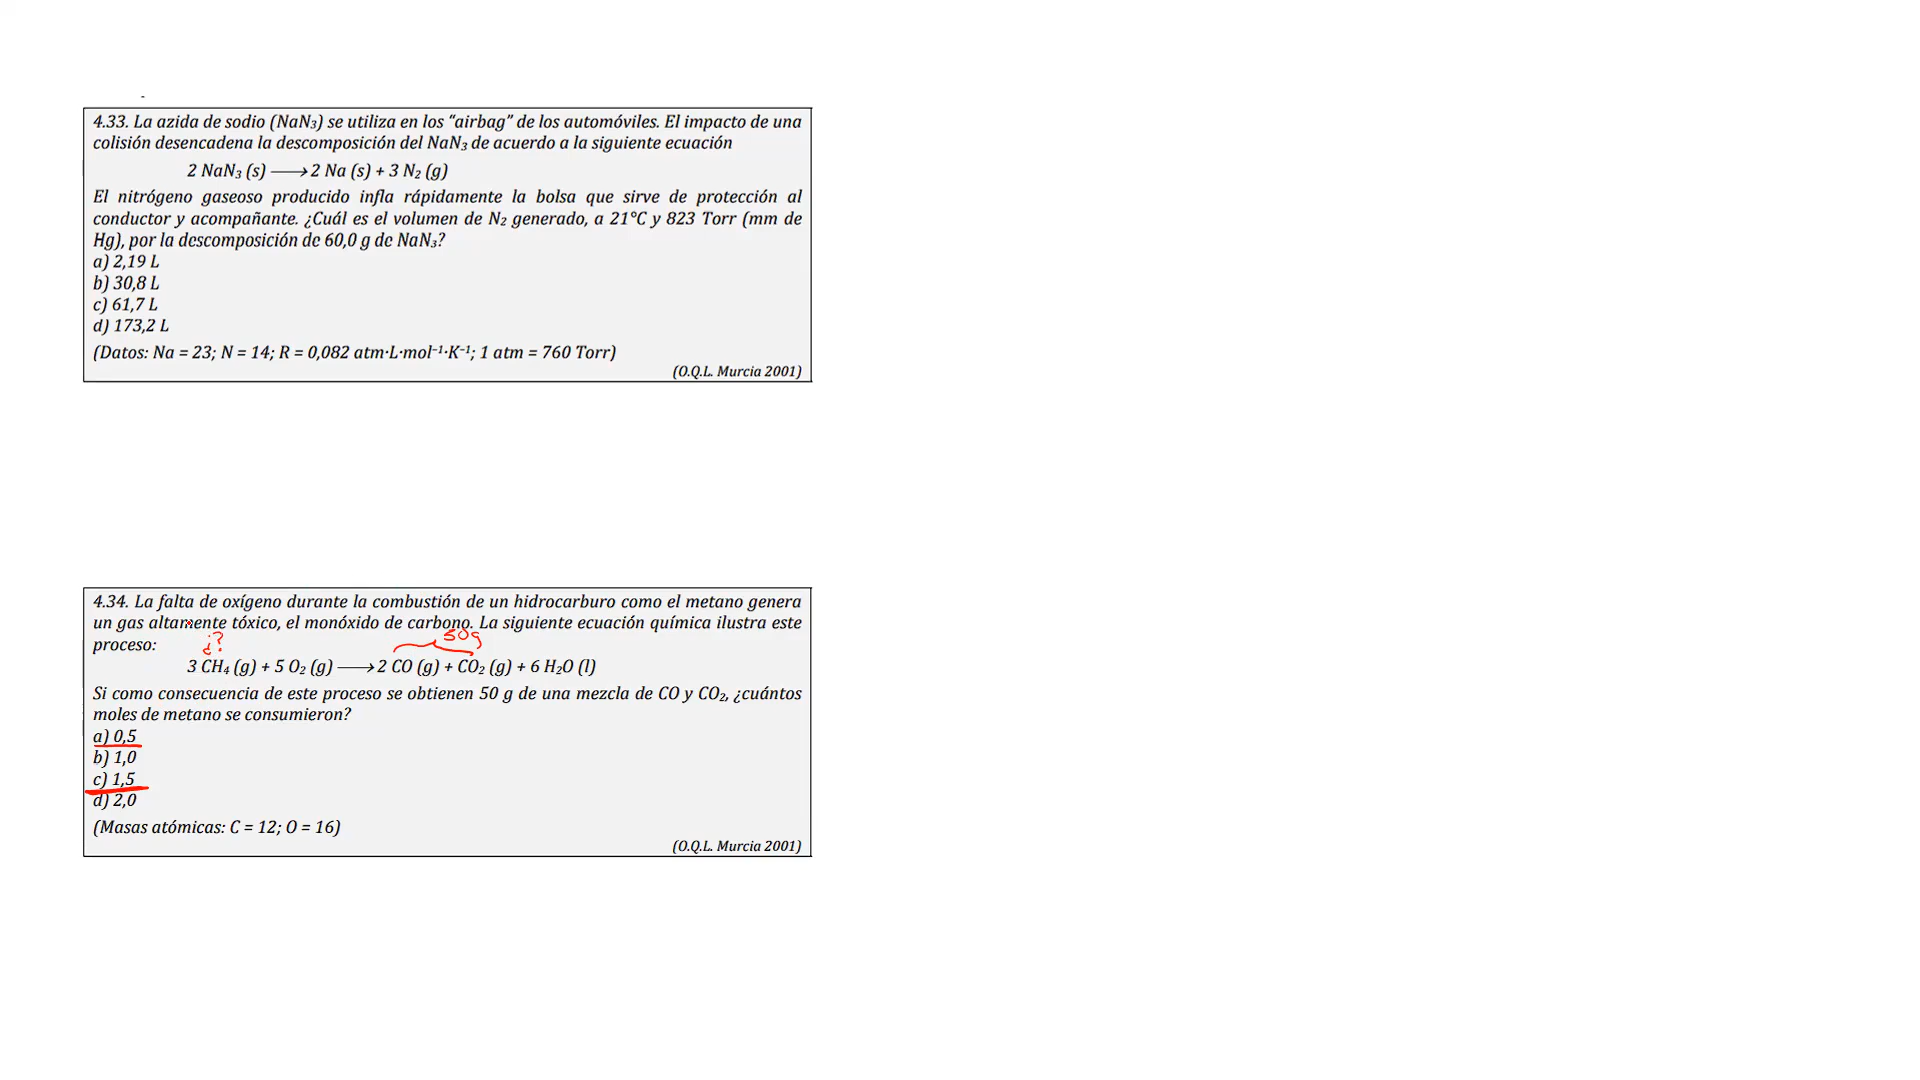 4.33. La azida de sodio (NaN₃) se utiliza en los “airbag” de los automóviles. El impacto de una
colisión desencadena la descomposición del NaN₃ de acuerdo a la siguiente ecuación
2 NaN₃ (s) ⟶ 2 Na (s) + 3 N₂ (g)
El nitrógeno gaseoso producido infla rápidamente la bolsa que sirve de protección al
conductor y acompañante. ¿Cuál es el volumen de N₂ generado, a 21°C y 823 Torr (mm de
Hg), por la descomposición de 60,0 g de NaN₃?
a) 2,19 L
b) 30,8 L
c) 61,7 L
d) 173,2 L
(Datos: Na = 23; N = 14; R = 0,082 atm·L·mol⁻¹·K⁻¹; 1 atm = 760 Torr)
(O.Q.L. Murcia 2001)
4.34. La falta de oxígeno durante la combustión de un hidrocarburo como el metano genera
un gas altamente tóxico, el monóxido de carbono. La siguiente ecuación química ilustra este
proceso:
¿? 50g
3 CH₄ (g) + 5 O₂ (g) ⟶ 2 CO (g) + CO₂ (g) + 6 H₂O (l)
Si como consecuencia de este proceso se obtienen 50 g de una mezcla de CO y CO₂, ¿cuántos
moles de metano se consumieron?
a) 0,5
b) 1,0
c) 1,5
d) 2,0
(Masas atómicas: C = 12; O = 16)
(O.Q.L. Murcia 2001)